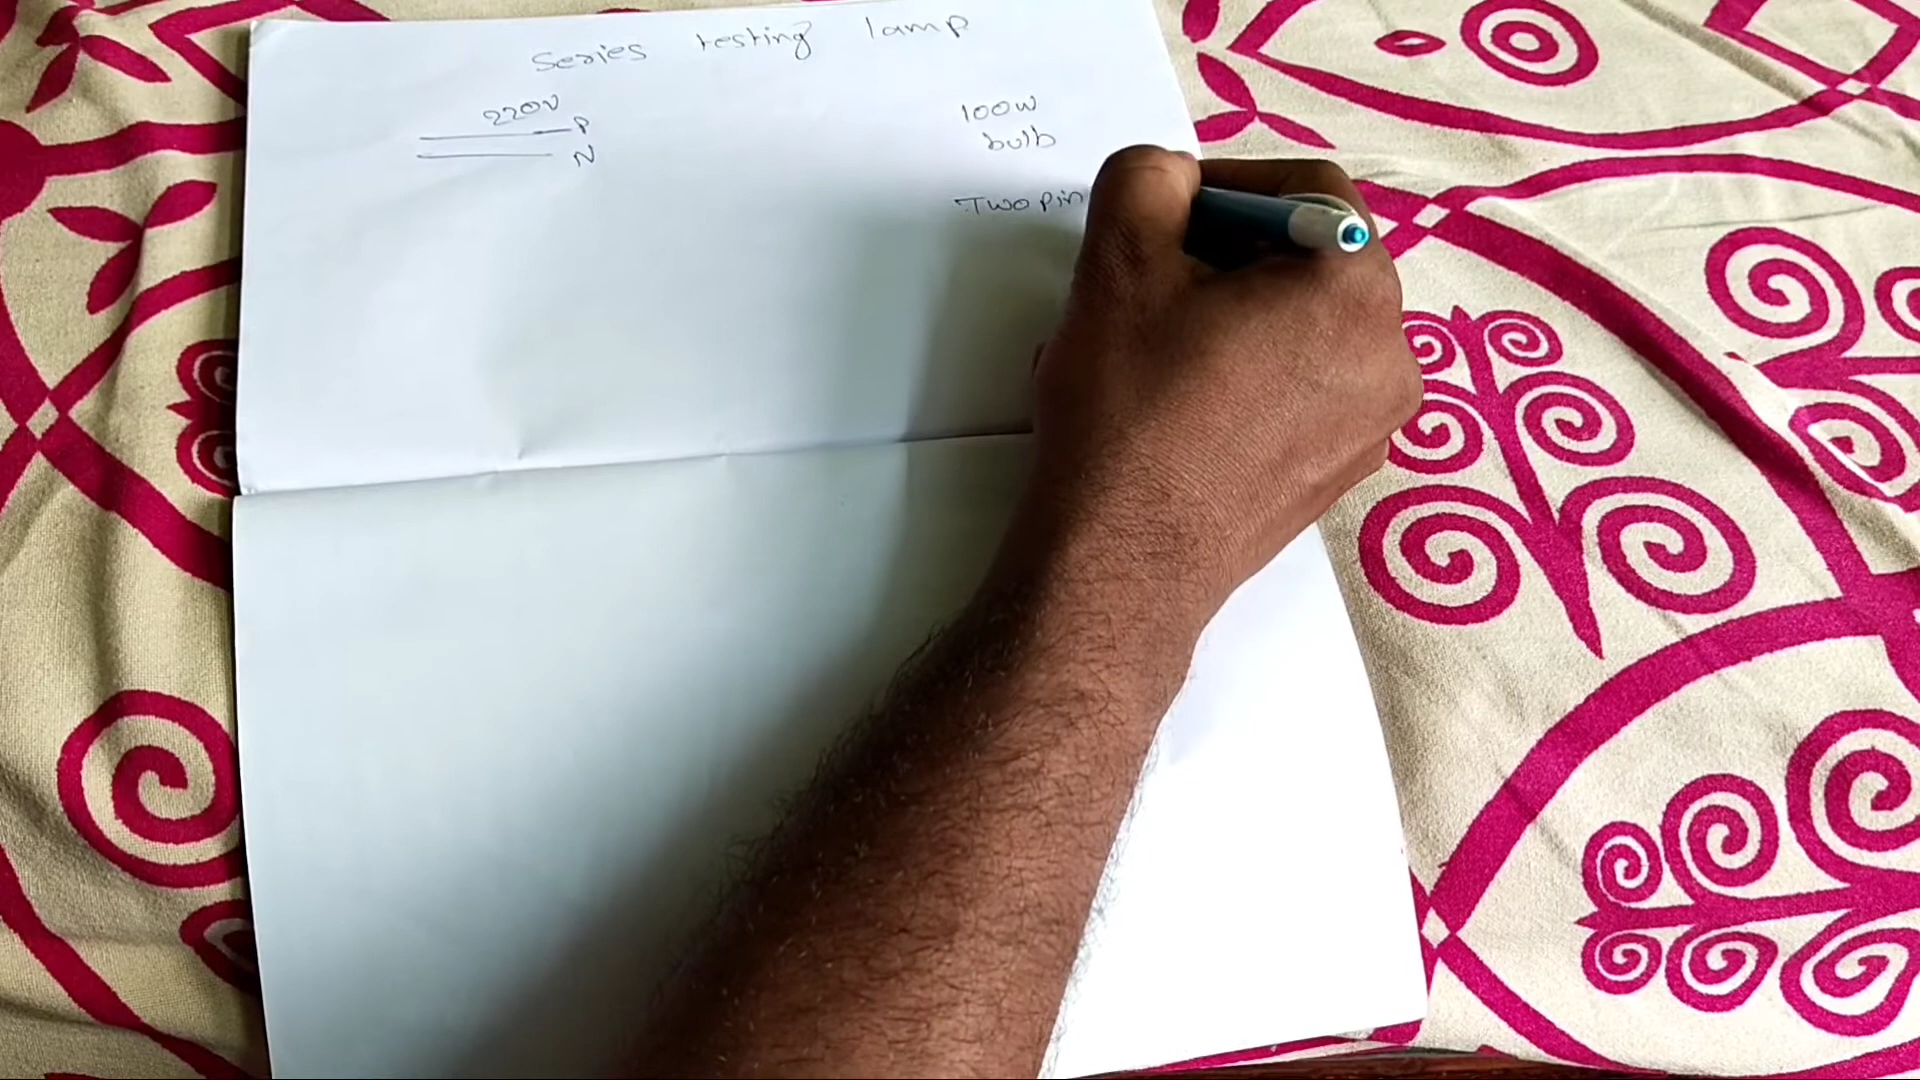 Series testing lamp
220V
P
N
100W
bulb
Two pin